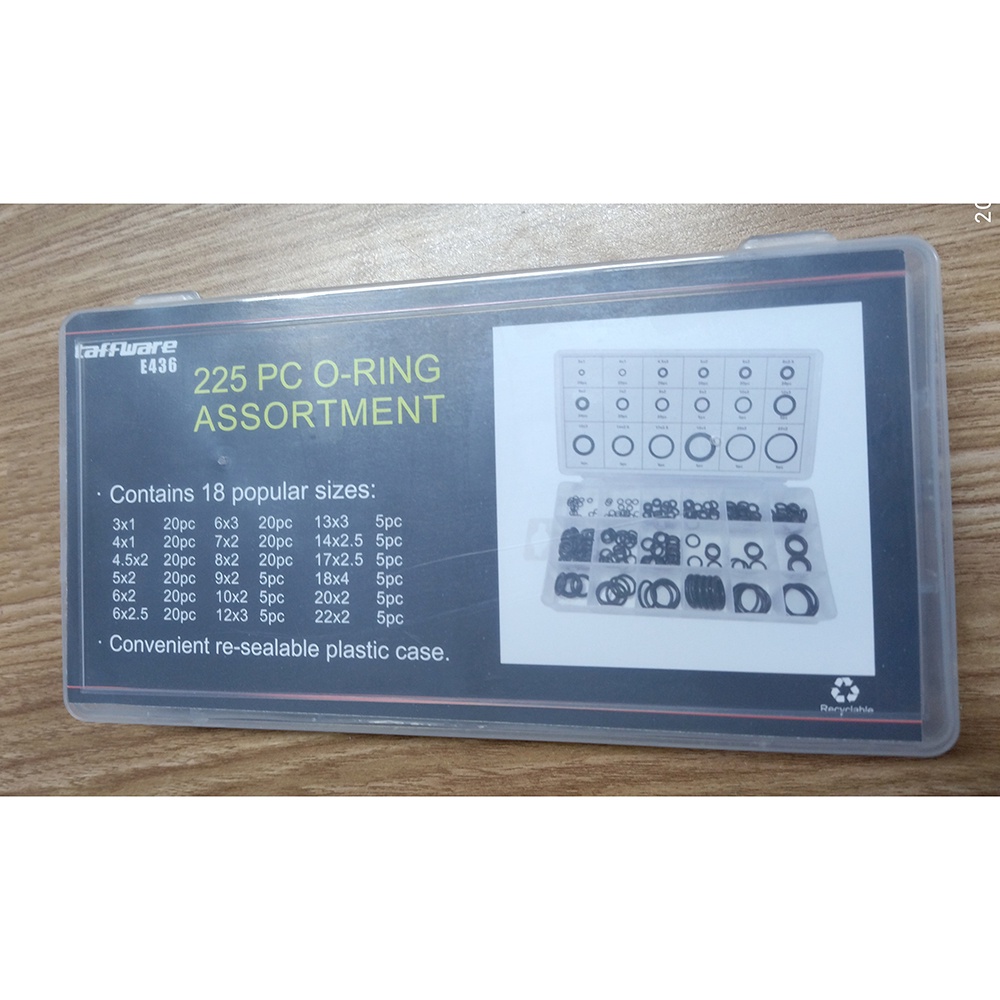 taffware
E436
225 PC O-RING
ASSORTMENT
· Contains 18 popular sizes:
3x1 20pc 6x3 20pc 13x3 5pc
4x1 20pc 7x2 20pc 14x2.5 5pc
4.5x2 20pc 8x2 20pc 17x2.5 5pc
5x2 20pc 9x2 5pc 18x4 5pc
6x2 20pc 10x2 5pc 20x2 5pc
6x2.5 20pc 12x3 5pc 22x2 5pc
· Convenient re-sealable plastic case.
Recyclable